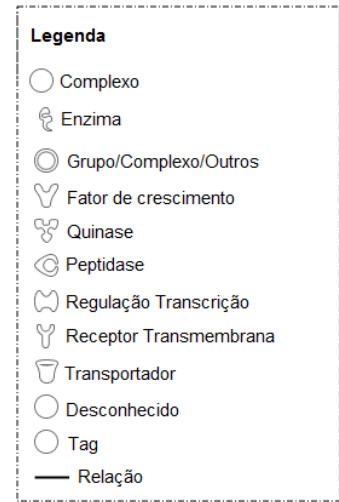 Legenda
Complexo
Enzima
Grupo/Complexo/Outros
Fator de crescimento
Quinase
Peptidase
Regulação Transcrição
Receptor Transmembrana
Transportador
Desconhecido
Tag
Relação